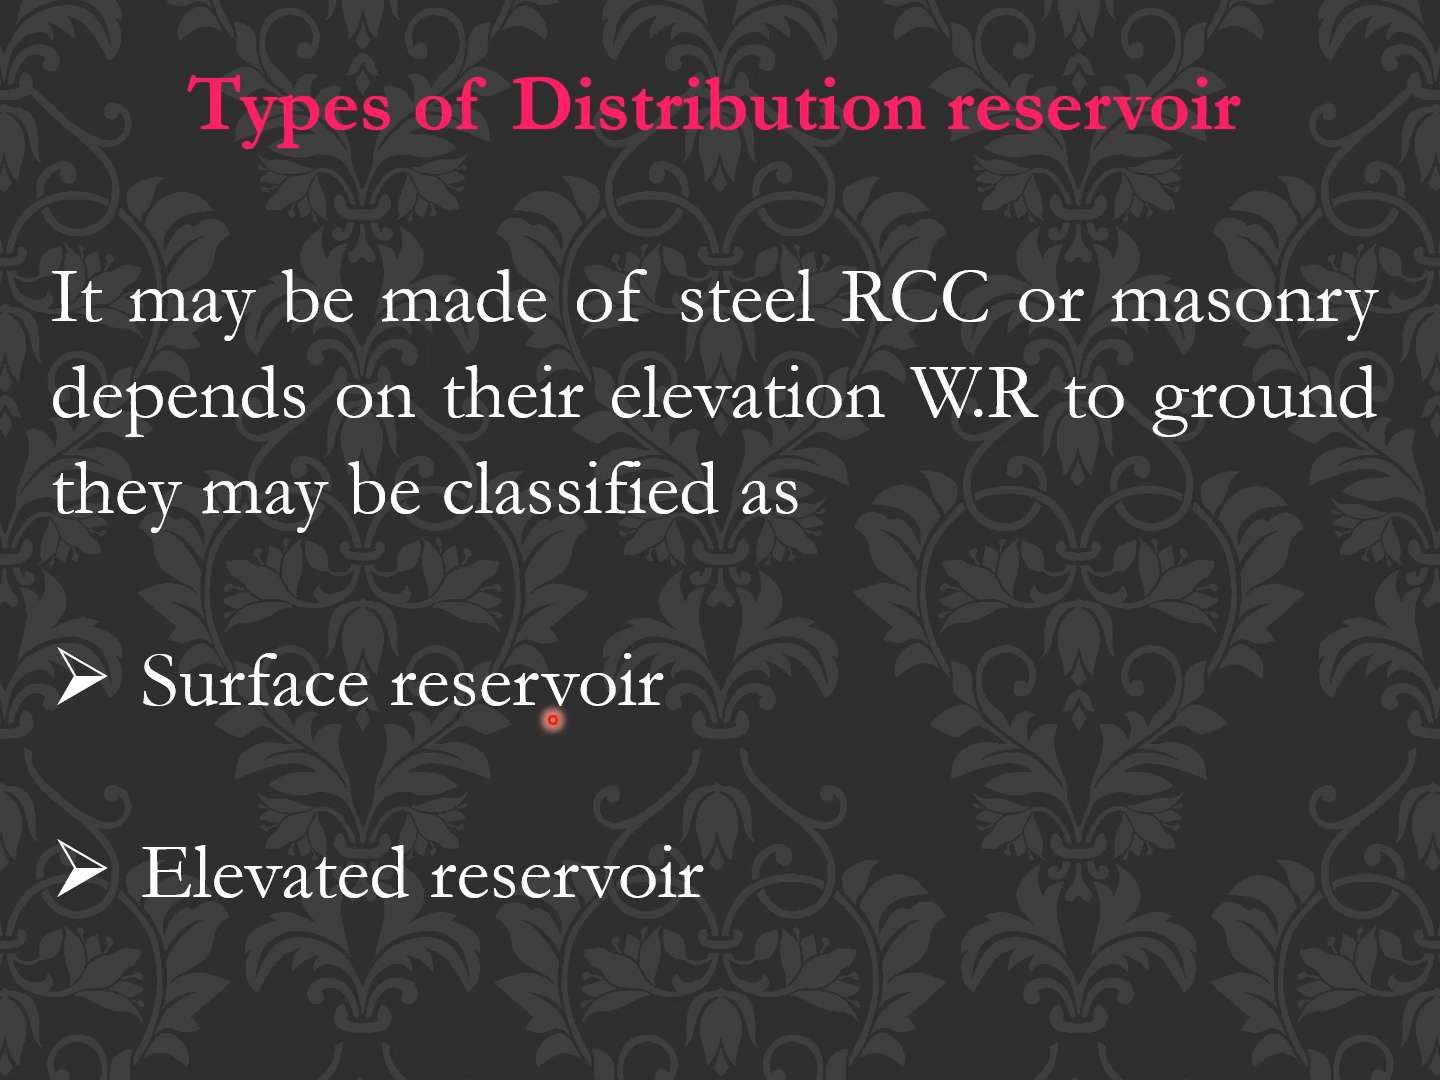 Types of Distribution reservoir
It may be made of steel RCC or masonry
depends on their elevation W.R to ground
they may be classified as
➢ Surface reservoir
➢ Elevated reservoir